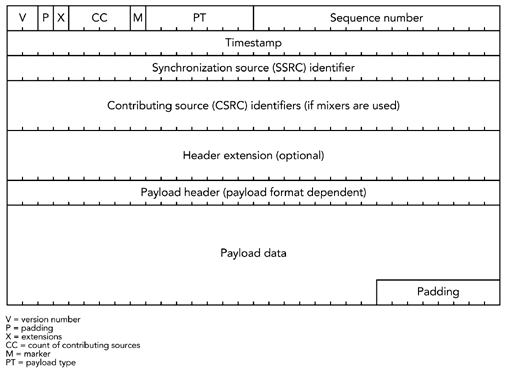 V P X CC M PT Sequence number
Timestamp
Synchronization source (SSRC) identifier
Contributing source (CSRC) identifiers (if mixers are used)
Header extension (optional)
Payload header (payload format dependent)
Payload data
Padding
V = version number
P = padding
X = extensions
CC = count of contributing sources
M = marker
PT = payload type